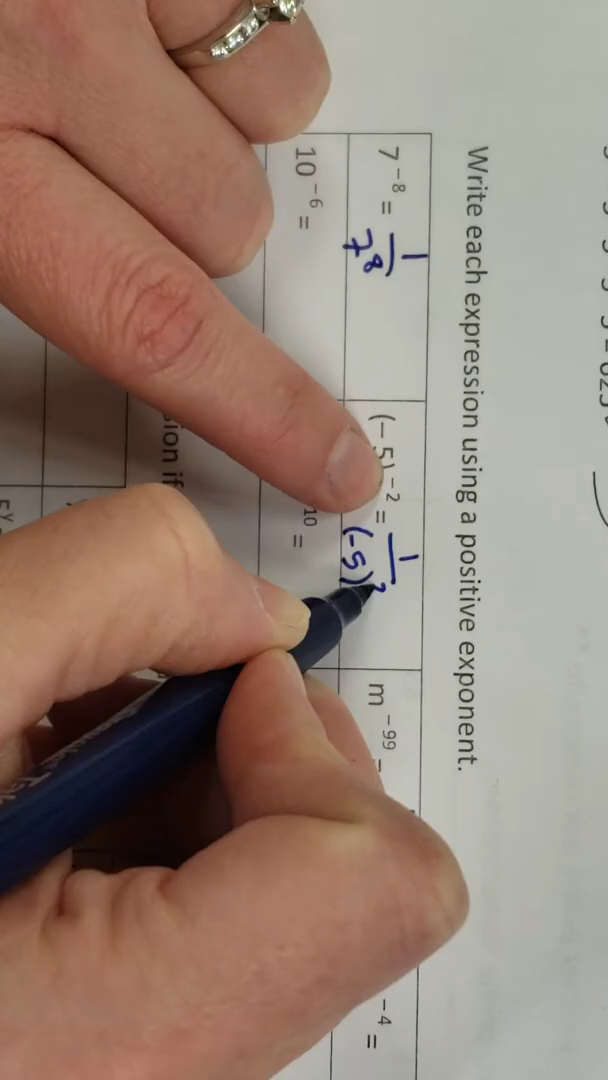 Write each expression using a positive exponent.
7⁻⁸ = 1/7⁸
(−5)⁻² = 1/(-5)²
m⁻⁹⁹ =
⁻⁴ =
10⁻⁶ =
¹⁰ =
ion if
5ʸ